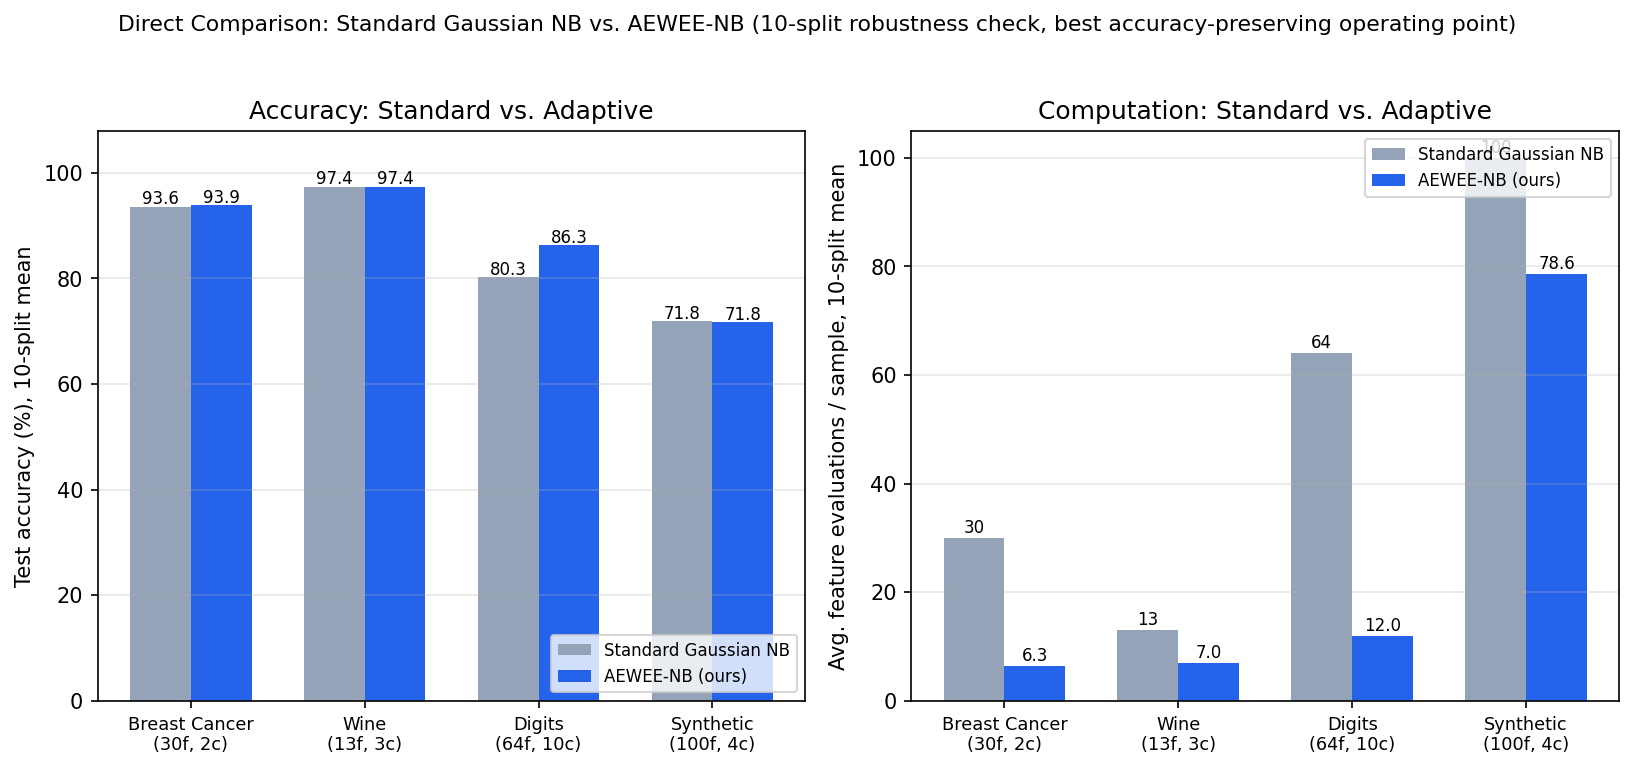 Direct Comparison: Standard Gaussian NB vs. AEWEE-NB (10-split robustness check, best accuracy-preserving operating point)
Accuracy: Standard vs. Adaptive
Test accuracy (%), 10-split mean
100
80
60
40
20
0
93.6
93.9
97.4
97.4
80.3
86.3
71.8
71.8
Standard Gaussian NB
AEWEE-NB (ours)
Breast Cancer
(30f, 2c)
Wine
(13f, 3c)
Digits
(64f, 10c)
Synthetic
(100f, 4c)
Computation: Standard vs. Adaptive
Avg. feature evaluations / sample, 10-split mean
100
80
60
40
20
0
100
Standard Gaussian NB
AEWEE-NB (ours)
30
6.3
13
7.0
64
12.0
78.6
Breast Cancer
(30f, 2c)
Wine
(13f, 3c)
Digits
(64f, 10c)
Synthetic
(100f, 4c)